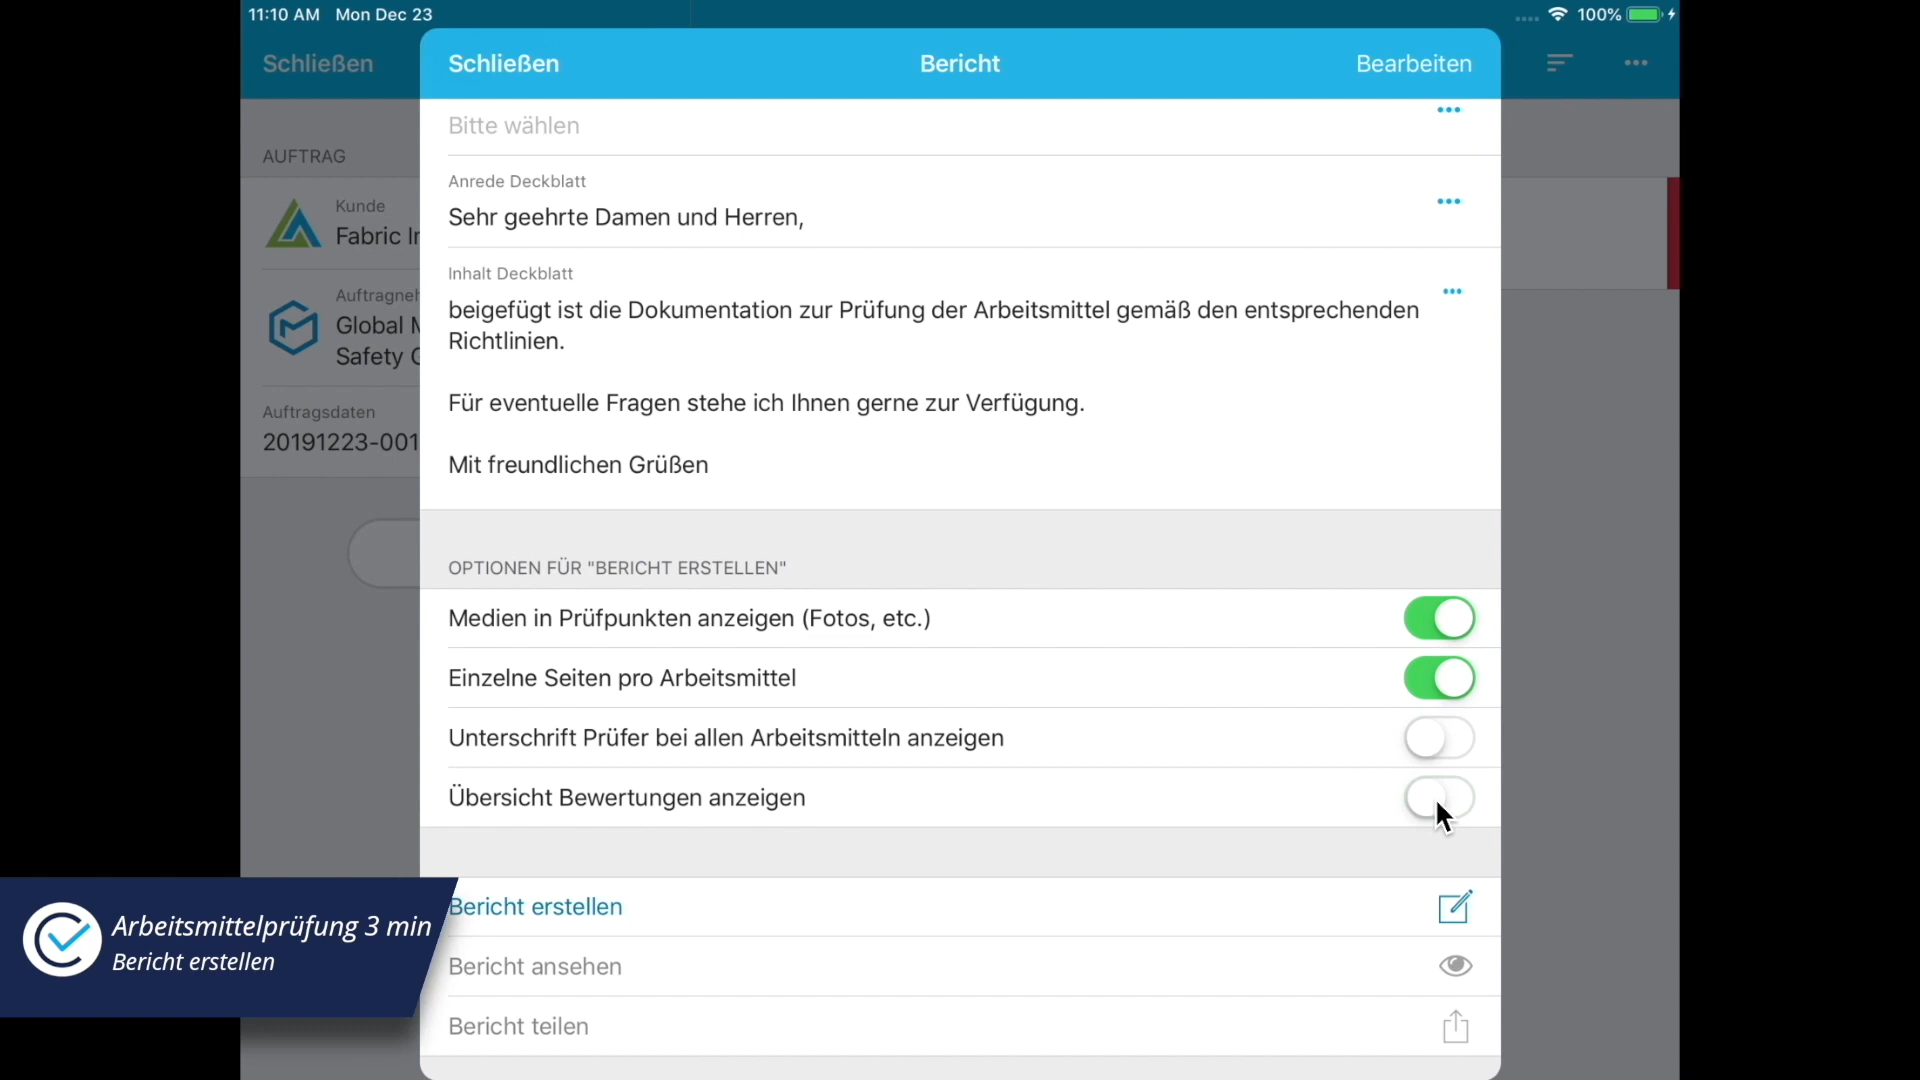 11:10 AM Mon Dec 23
100%
Schließen
Schließen
Bericht
Bearbeiten
Bitte wählen
AUFTRAG
Anrede Deckblatt
Sehr geehrte Damen und Herren,
Kunde
Fabric
Inhalt Deckblatt
beigefügt ist die Dokumentation zur Prüfung der Arbeitsmittel gemäß den entsprechenden
Richtlinien.
Für eventuelle Fragen stehe ich Ihnen gerne zur Verfügung.
Mit freundlichen Grüßen
Global
Safety
Auftragsdaten
20191223-001
OPTIONEN FÜR "BERICHT ERSTELLEN"
Medien in Prüfpunkten anzeigen (Fotos, etc.)
Einzelne Seiten pro Arbeitsmittel
Unterschrift Prüfer bei allen Arbeitsmitteln anzeigen
Übersicht Bewertungen anzeigen
Bericht erstellen
Bericht ansehen
Bericht teilen
Arbeitsmittelprüfung 3 min
Bericht erstellen